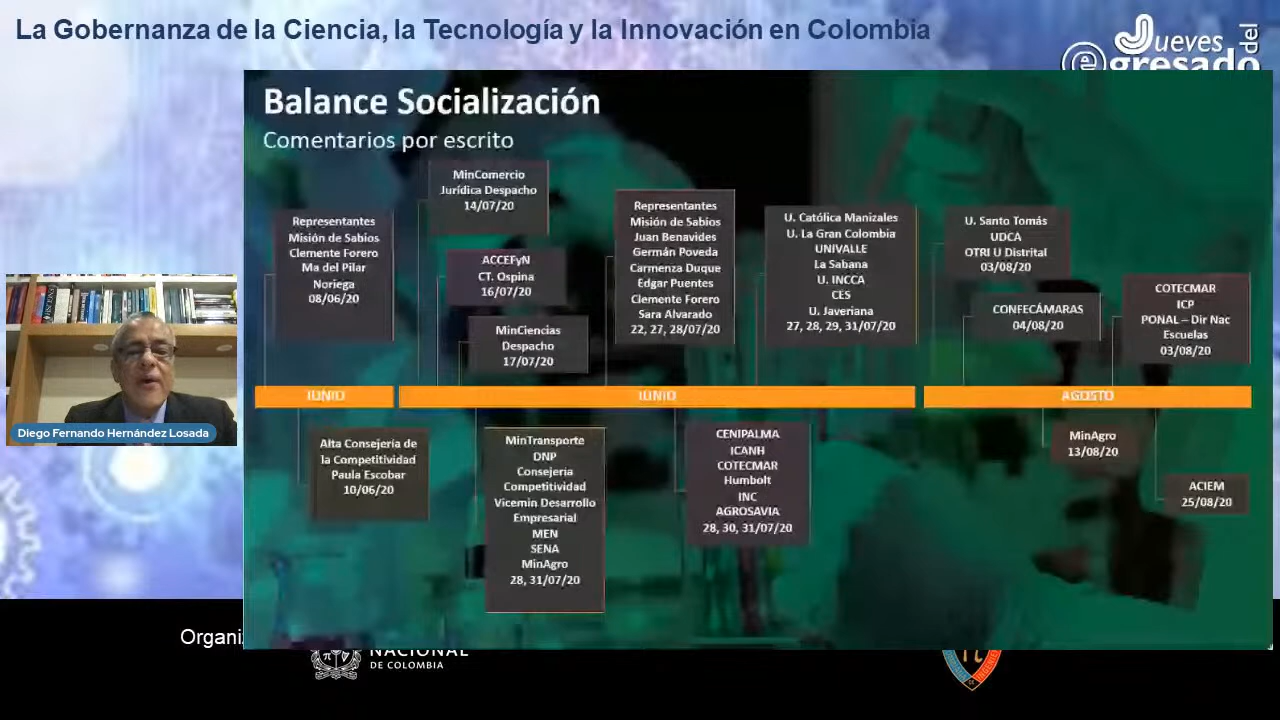 La Gobernanza de la Ciencia, la Tecnología y la Innovación en Colombia
Jueves
del
egresado
Balance Socialización
Comentarios por escrito
Representantes
Misión de Sabios
Clemente Forero
Ma del Pilar
Noriega
08/06/20
MinComercio
Jurídica Despacho
14/07/20
ACCEFyN
CT. Ospina
16/07/20
MinCiencias
Despacho
17/07/20
Representantes
Misión de Sabios
Juan Benavides
Germán Poveda
Carmenza Duque
Edgar Puentes
Clemente Forero
Sara Alvarado
22, 27, 28/07/20
U. Católica Manizales
U. La Gran Colombia
UNIVALLE
La Sabana
U. INCCA
CES
U. Javeriana
27, 28, 29, 31/07/20
U. Santo Tomás
UDCA
OTRI U Distrital
03/08/20
CONFECÁMARAS
04/08/20
COTECMAR
ICP
PONAL – Dir Nac
Escuelas
03/08/20
JUNIO
JUNIO
AGOSTO
Alta Consejería de
la Competitividad
Paula Escobar
10/06/20
MinTransporte
DNP
Consejería
Competitividad
Vicemin Desarrollo
Empresarial
MEN
SENA
MinAgro
28, 31/07/20
CENIPALMA
ICANH
COTECMAR
Humbolt
INC
AGROSAVIA
28, 30, 31/07/20
MinAgro
13/08/20
ACIEM
25/08/20
Diego Fernando Hernández Losada
Organiz
NACIONAL
DE COLOMBIA